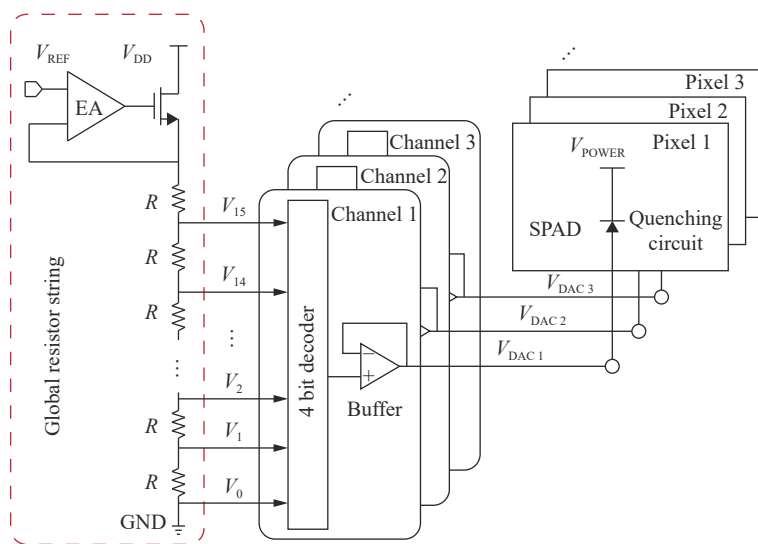 V_REF
V_DD
EA
R
R
R
⋯
R
R
GND
Global resistor string
V_15
V_14
⋯
V_2
V_1
V_0
⋯
Channel 3
Channel 2
Channel 1
4 bit decoder
−
+
Buffer
V_DAC 3
V_DAC 2
V_DAC 1
⋯
Pixel 3
Pixel 2
Pixel 1
V_POWER
SPAD
Quenching
circuit